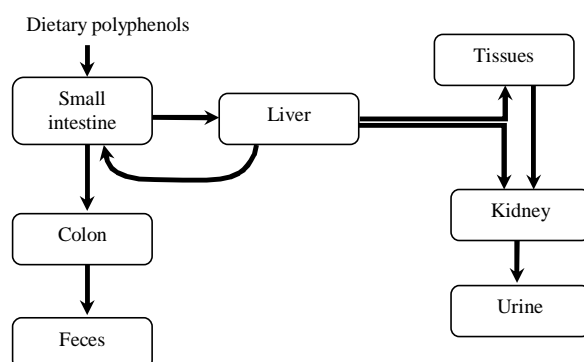 Dietary polyphenols
Tissues
Small
intestine
Liver
Colon
Kidney
Feces
Urine